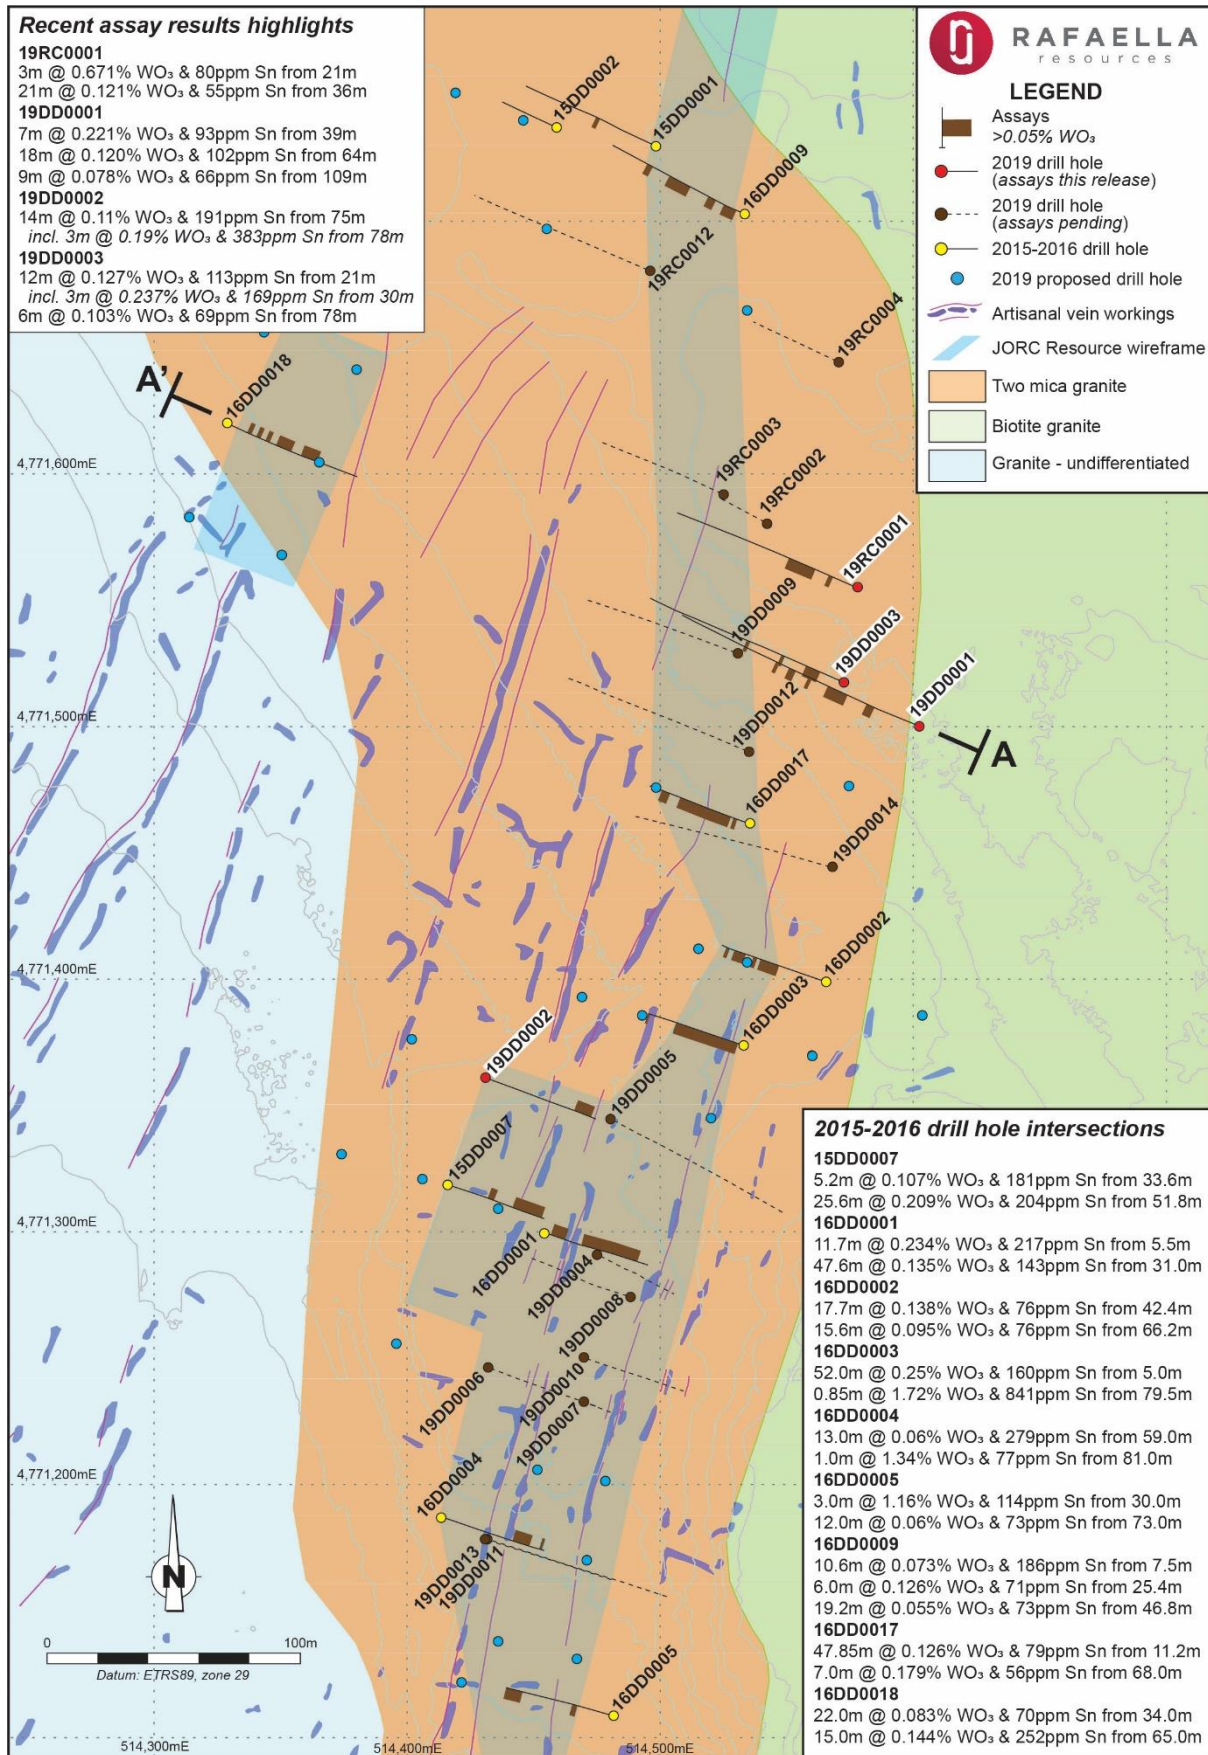 Recent assay results highlights
19RC0001
3m @ 0.671% WO₃ & 80ppm Sn from 21m
21m @ 0.121% WO₃ & 55ppm Sn from 36m
19DD0001
7m @ 0.221% WO₃ & 93ppm Sn from 39m
18m @ 0.120% WO₃ & 102ppm Sn from 64m
9m @ 0.078% WO₃ & 66ppm Sn from 109m
19DD0002
14m @ 0.11% WO₃ & 191ppm Sn from 75m
incl. 3m @ 0.19% WO₃ & 383ppm Sn from 78m
19DD0003
12m @ 0.127% WO₃ & 113ppm Sn from 21m
incl. 3m @ 0.237% WO₃ & 169ppm Sn from 30m
6m @ 0.103% WO₃ & 69ppm Sn from 78m
RAFAELLA
resources
LEGEND
Assays
>0.05% WO₃
2019 drill hole
(assays this release)
2019 drill hole
(assays pending)
2015-2016 drill hole
2019 proposed drill hole
Artisanal vein workings
JORC Resource wireframe
Two mica granite
Biotite granite
Granite - undifferentiated
15DD0002
15DD0001
16DD0009
19RC0012
19RC0004
A'
16DD0018
4,771,600mE
19RC0003
19RC0002
19RC0001
19DD0009
19DD0003
19DD0001
A
4,771,500mE
19DD0012
16DD0017
19DD0014
16DD0002
4,771,400mE
16DD0003
19DD0002
19DD0005
15DD0007
4,771,300mE
16DD0001
19DD0004
19DD0008
19DD0006
19DD0010
19DD0007
4,771,200mE
16DD0004
19DD0013
19DD0011
16DD0005
N
0 100m
Datum: ETRS89, zone 29
514,300mE 514,400mE 514,500mE
2015-2016 drill hole intersections
15DD0007
5.2m @ 0.107% WO₃ & 181ppm Sn from 33.6m
25.6m @ 0.209% WO₃ & 204ppm Sn from 51.8m
16DD0001
11.7m @ 0.234% WO₃ & 217ppm Sn from 5.5m
47.6m @ 0.135% WO₃ & 143ppm Sn from 31.0m
16DD0002
17.7m @ 0.138% WO₃ & 76ppm Sn from 42.4m
15.6m @ 0.095% WO₃ & 76ppm Sn from 66.2m
16DD0003
52.0m @ 0.25% WO₃ & 160ppm Sn from 5.0m
0.85m @ 1.72% WO₃ & 841ppm Sn from 79.5m
16DD0004
13.0m @ 0.06% WO₃ & 279ppm Sn from 59.0m
1.0m @ 1.34% WO₃ & 77ppm Sn from 81.0m
16DD0005
3.0m @ 1.16% WO₃ & 114ppm Sn from 30.0m
12.0m @ 0.06% WO₃ & 73ppm Sn from 73.0m
16DD0009
10.6m @ 0.073% WO₃ & 186ppm Sn from 7.5m
6.0m @ 0.126% WO₃ & 71ppm Sn from 25.4m
19.2m @ 0.055% WO₃ & 73ppm Sn from 46.8m
16DD0017
47.85m @ 0.126% WO₃ & 79ppm Sn from 11.2m
7.0m @ 0.179% WO₃ & 56ppm Sn from 68.0m
16DD0018
22.0m @ 0.083% WO₃ & 70ppm Sn from 34.0m
15.0m @ 0.144% WO₃ & 252ppm Sn from 65.0m